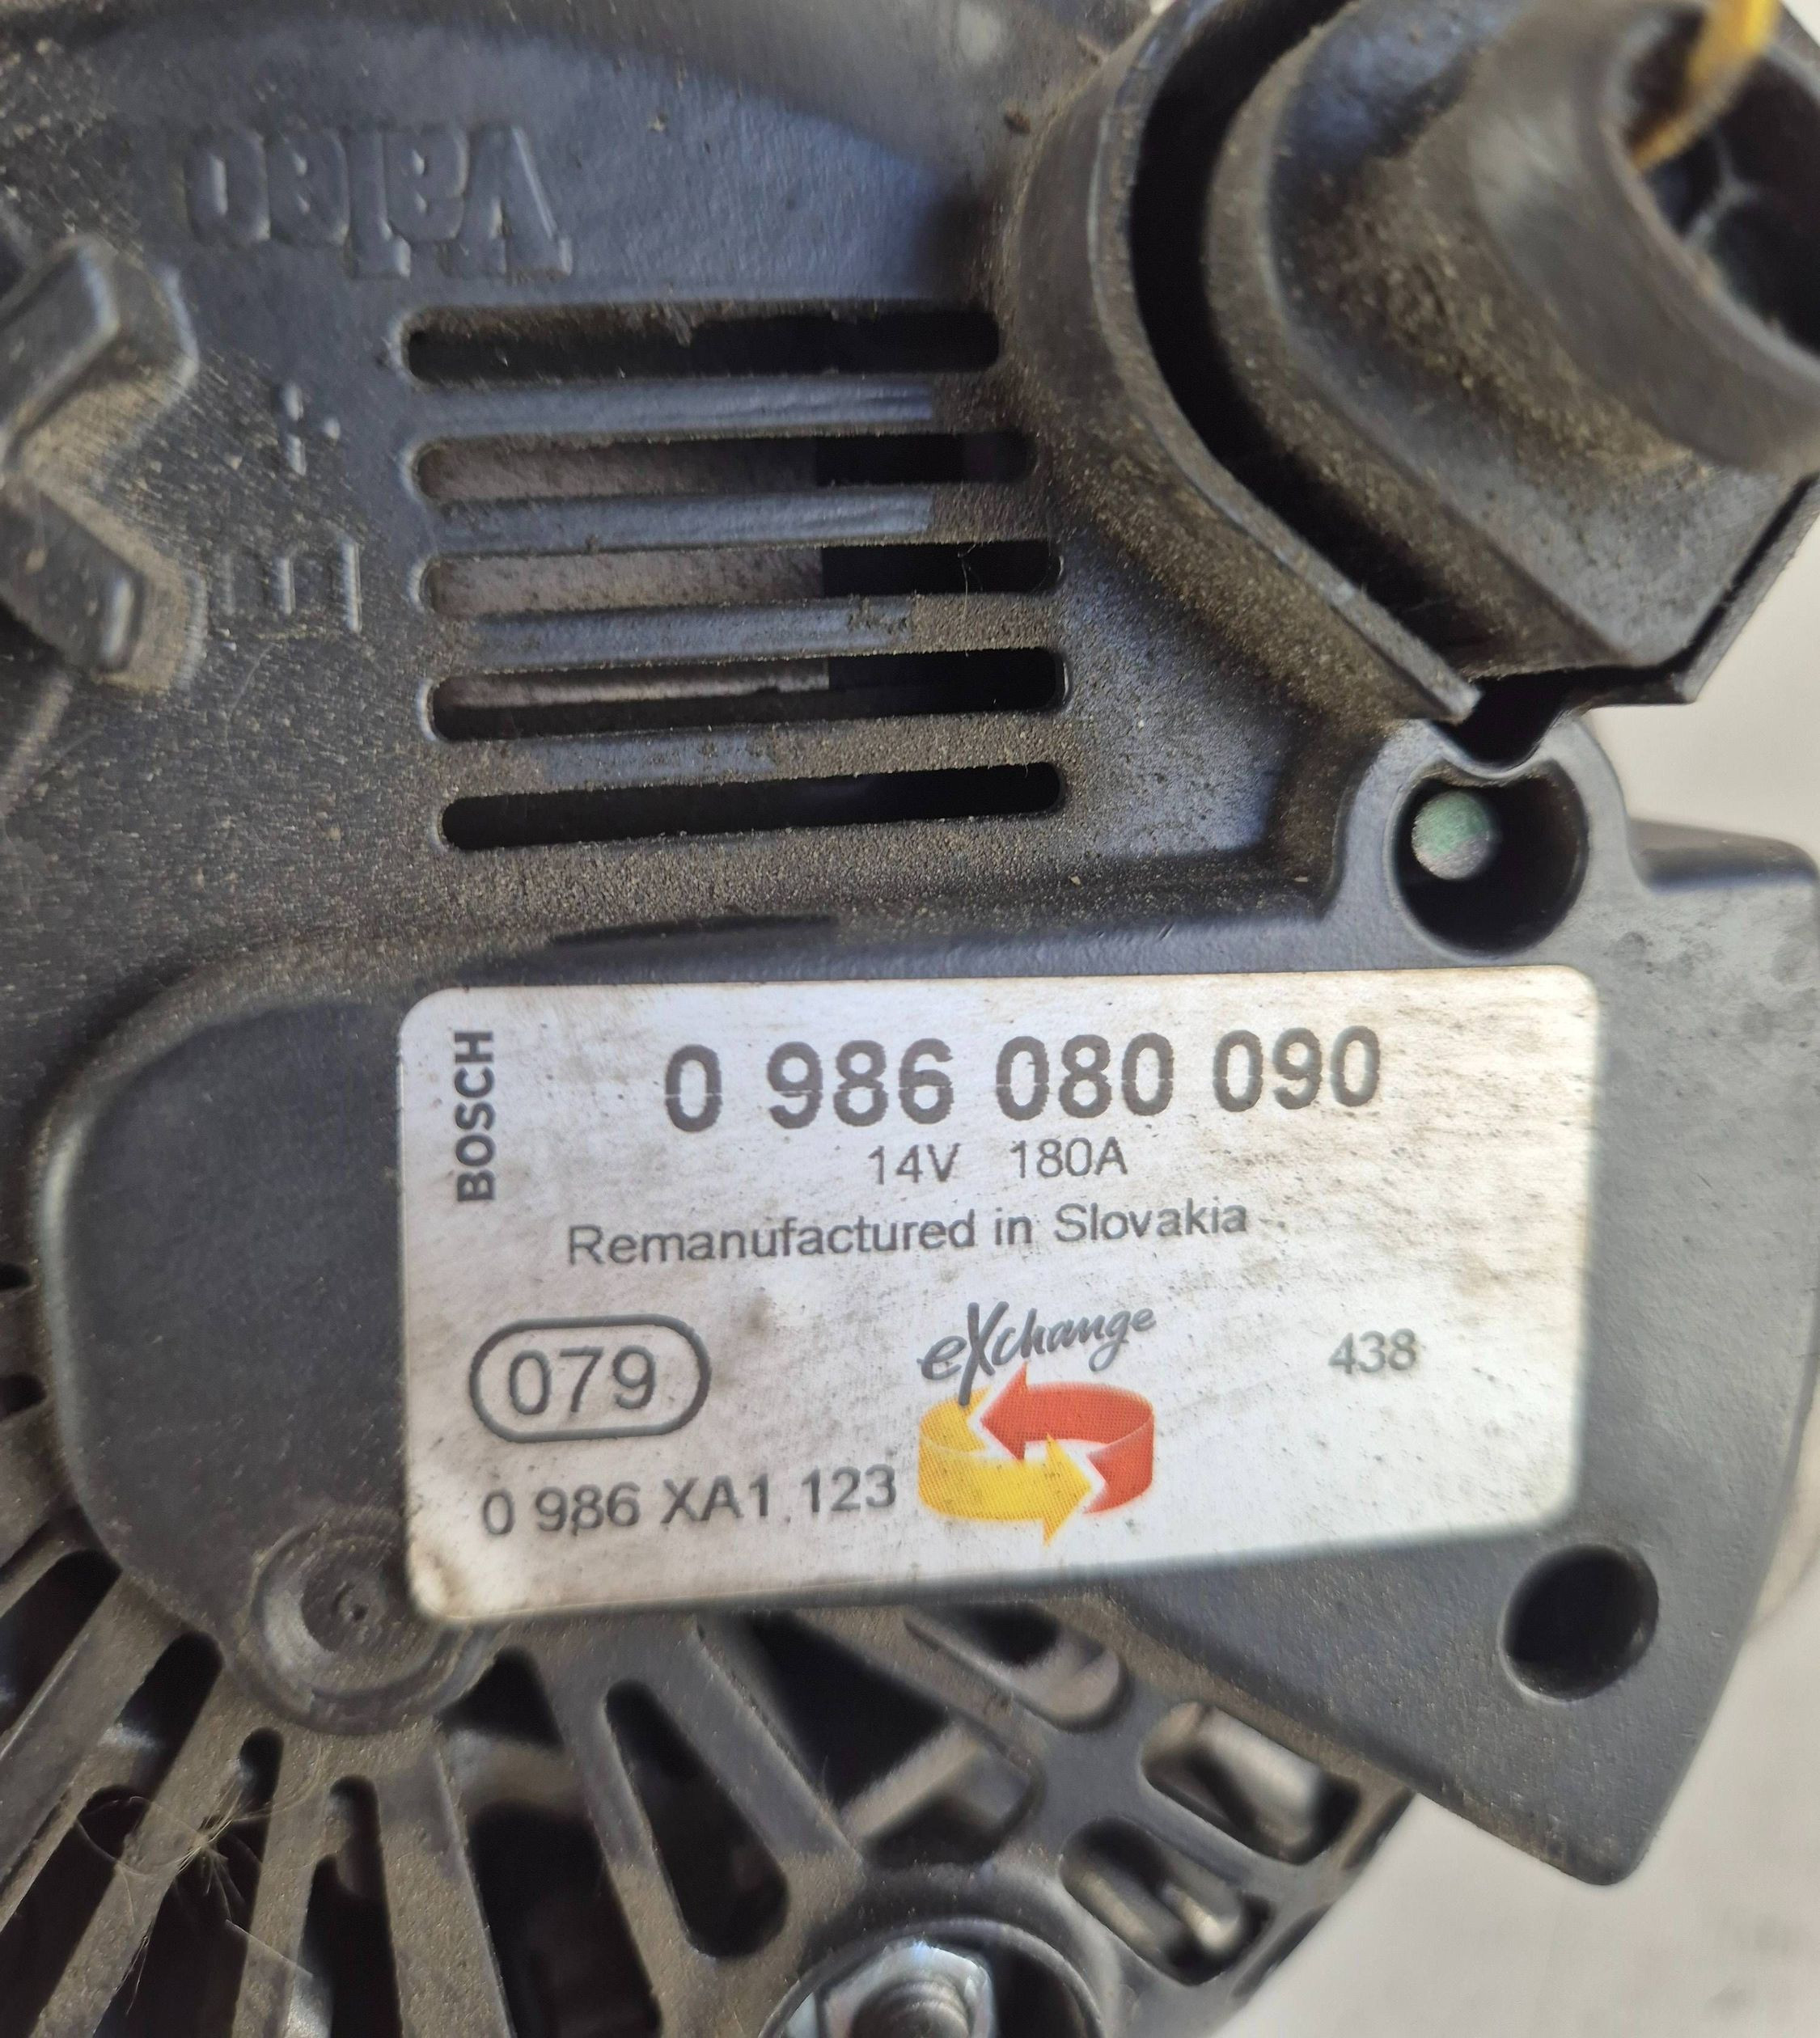 Valeo
B+
BOSCH
0 986 080 090
14V 180A
Remanufactured in Slovakia
eXchange
438
079
0 986 XA1 123